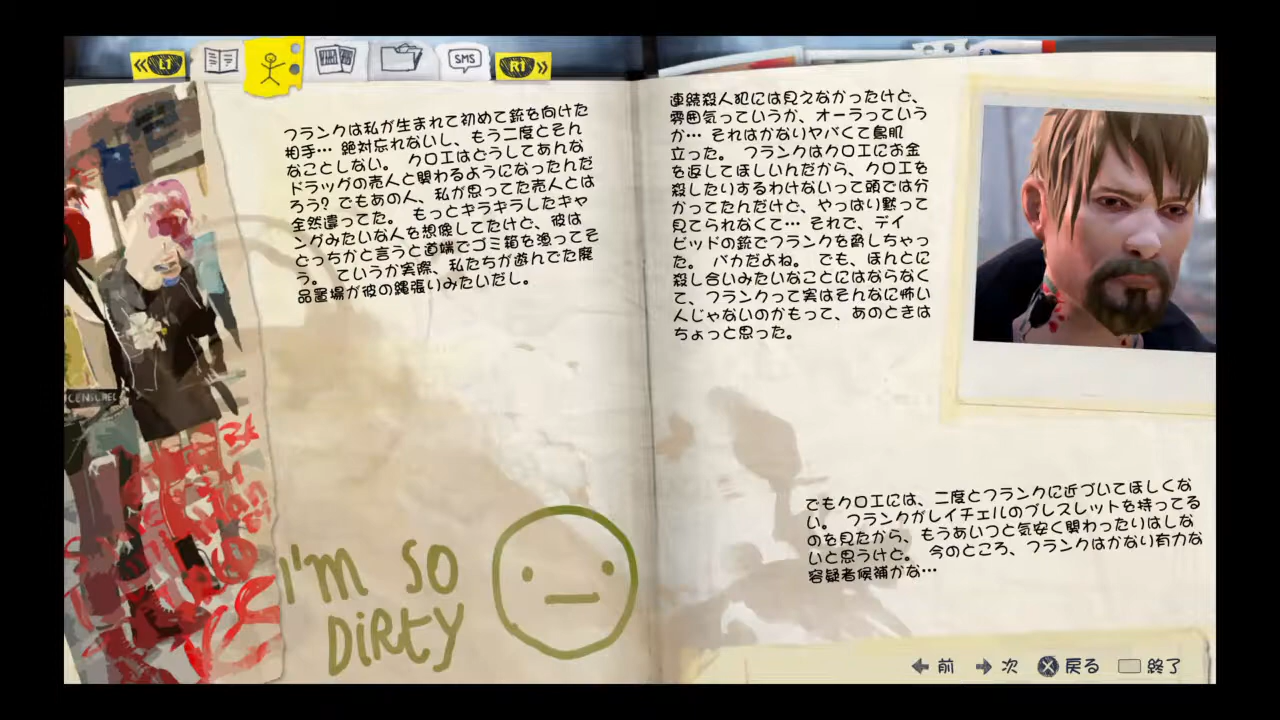 L1
SMS
R1
フランクは私が生まれて初めて銃を向けた
相手… 絶対忘れないし、もう二度とそん
なことしない。 クロエはどうしてあんな
ドラッグの売人と関わるようになったんだ
ろう? でもあの人、私が思ってた売人とは
全然違ってた。 もっとキラキラしたキャ
ングみたいな人を想像してたけど、彼は
どっちかと言うと道端でゴミ箱を漁ってそ
う。 ていうか実際、私たちが遊んでた廃
品置場が彼の縄張りみたいだし。
CENSURED
I'm SO
DiRtY
連続殺人犯には見えなかったけど、
雰囲気っていうか、オーラっていう
か… それはかなりヤバくて鳥肌
立った。 フランクはクロエにお金
を返してほしいんだから、クロエを
殺したりするわけないって頭では分
かってたんだけど、やっぱり黙って
見てられなくて… それで、デイ
ビッドの銃でフランクを脅しちゃっ
た。 バカだよね。 でも、ほんとに
殺し合いみたいなことにはならなく
て、フランクって実はそんなに怖い
人じゃないのかもって、あのときは
ちょっと思った。
でもクロエには、二度とフランクに近づいてほしくな
い。 フランクがレイチェルのブレスレットを持ってる
のを見たから、もうあいつと気安く関わったりはしな
いと思うけど。 今のところ、フランクはかなり有力な
容疑者候補かな…
前 次 戻る 終了